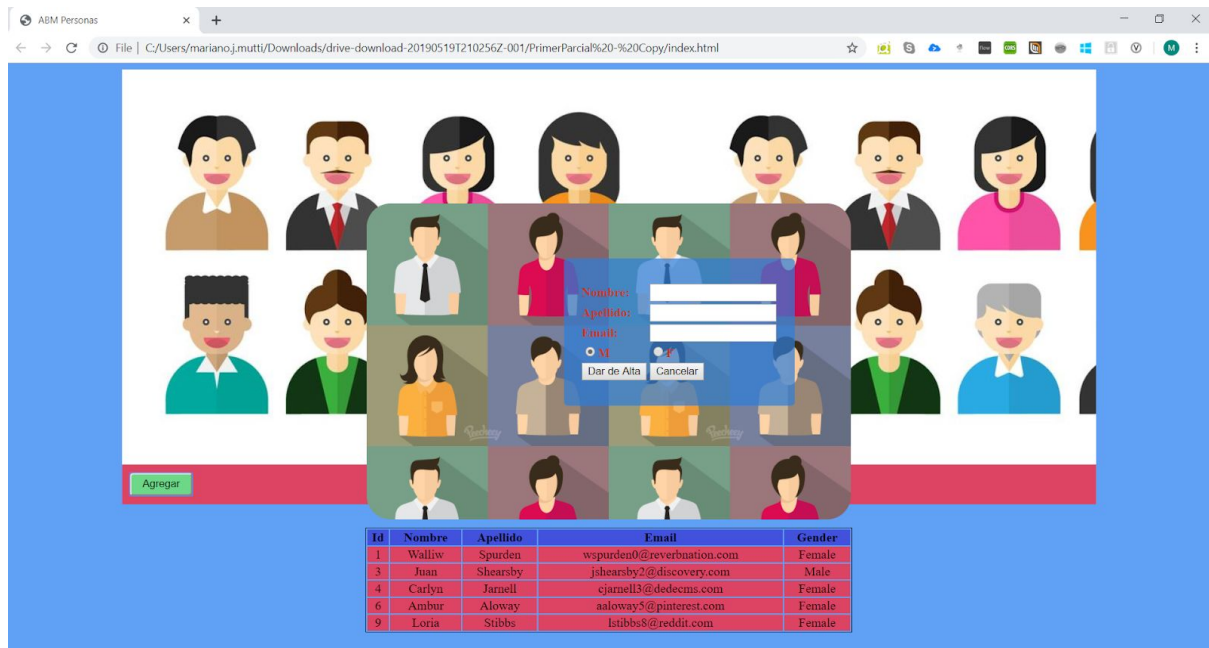 ABM Personas
File | C:/Users/mariano.j.mutti/Downloads/drive-download-20190519T210256Z-001/PrimerParcial%20-%20Copy/index.html
M
Nombre:
Apellido:
Email:
M F
Dar de Alta Cancelar
Agregar
Id Nombre Apellido Email Gender
1 Walliw Spurden wspurden0@reverbnation.com Female
3 Juan Shearsby jshearsby2@discovery.com Male
4 Carlyn Jarnell cjarnell3@dedecms.com Female
6 Ambur Aloway aaloway5@pinterest.com Female
9 Loria Stibbs lstibbs8@reddit.com Female